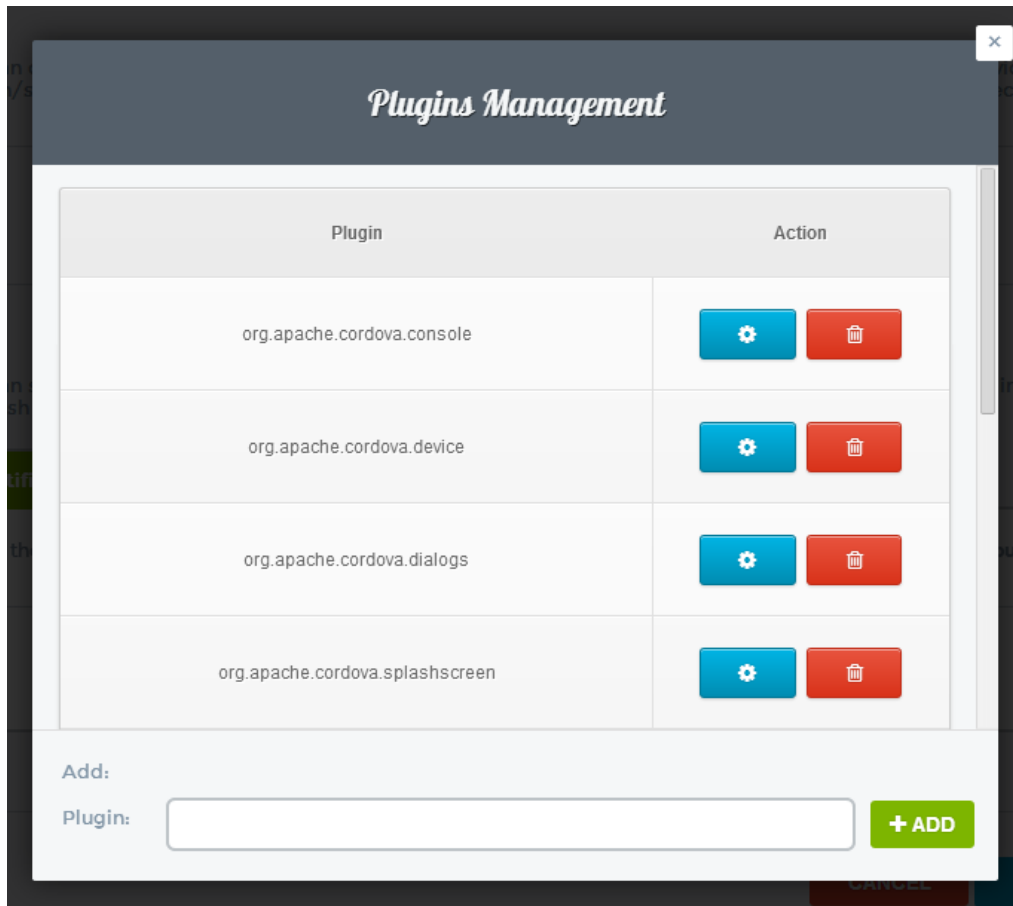 Plugins Management
×
Plugin Action
org.apache.cordova.console
org.apache.cordova.device
org.apache.cordova.dialogs
org.apache.cordova.splashscreen
Add:
Plugin:
+ ADD
CANCEL